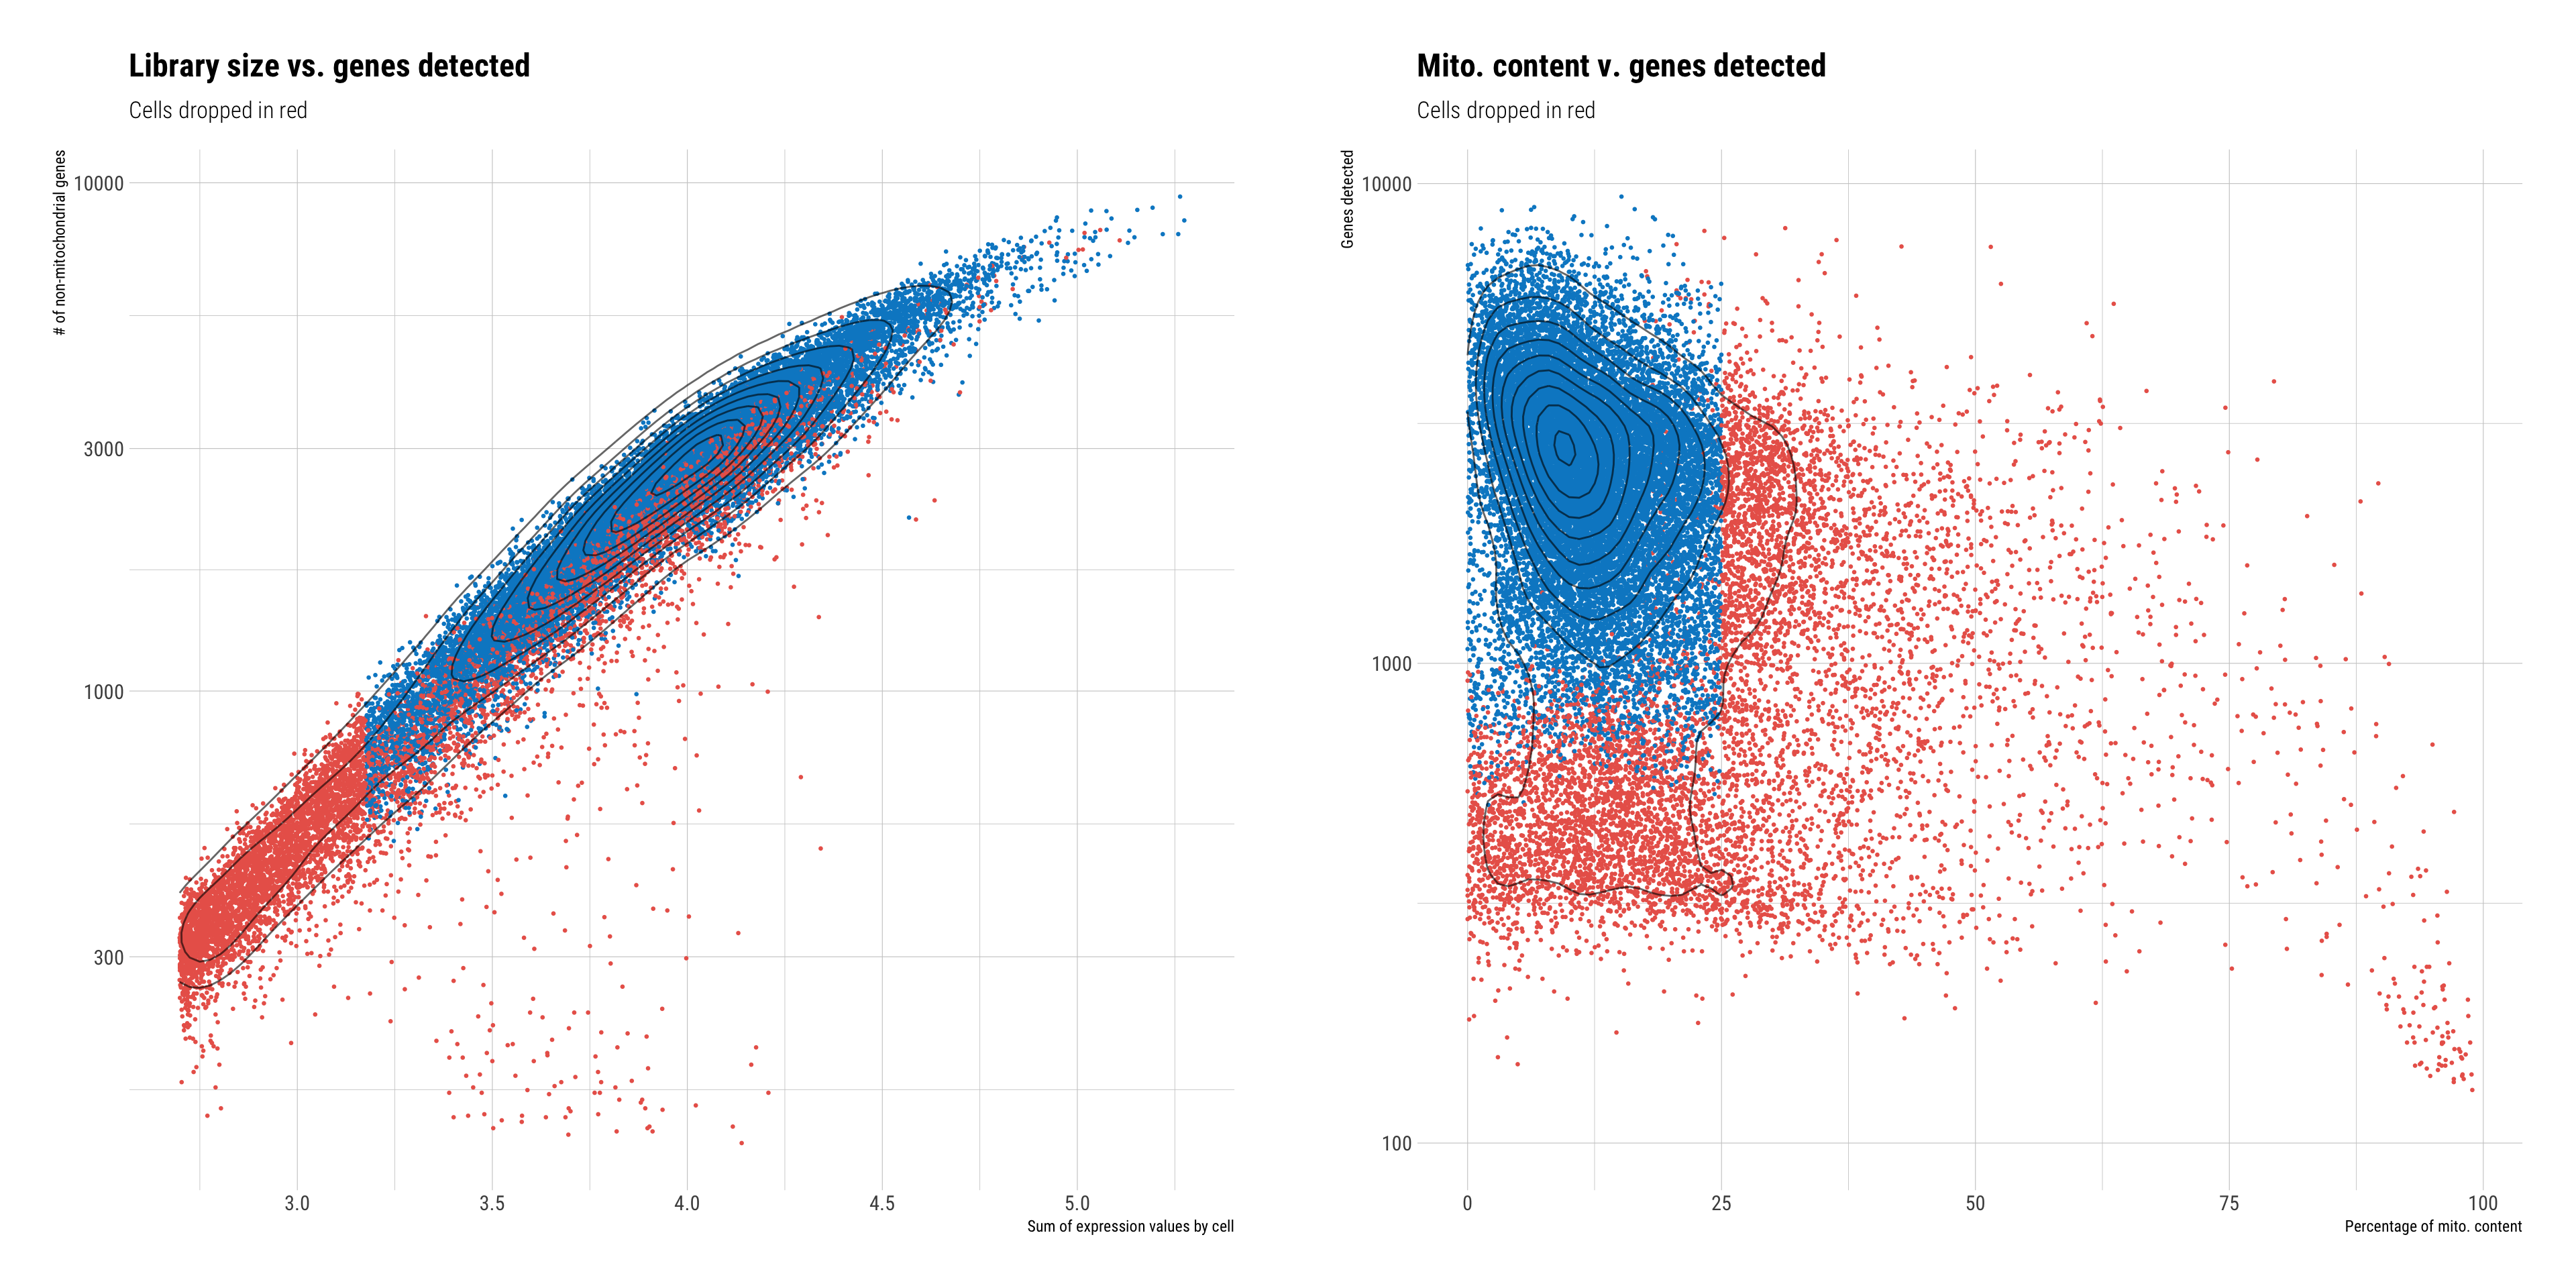 Library size vs. genes detected
Cells dropped in red
# of non-mitochondrial genes
10000
3000
1000
300
3.0 3.5 4.0 4.5 5.0
Sum of expression values by cell
Mito. content v. genes detected
Cells dropped in red
Genes detected
10000
1000
100
0 25 50 75 100
Percentage of mito. content